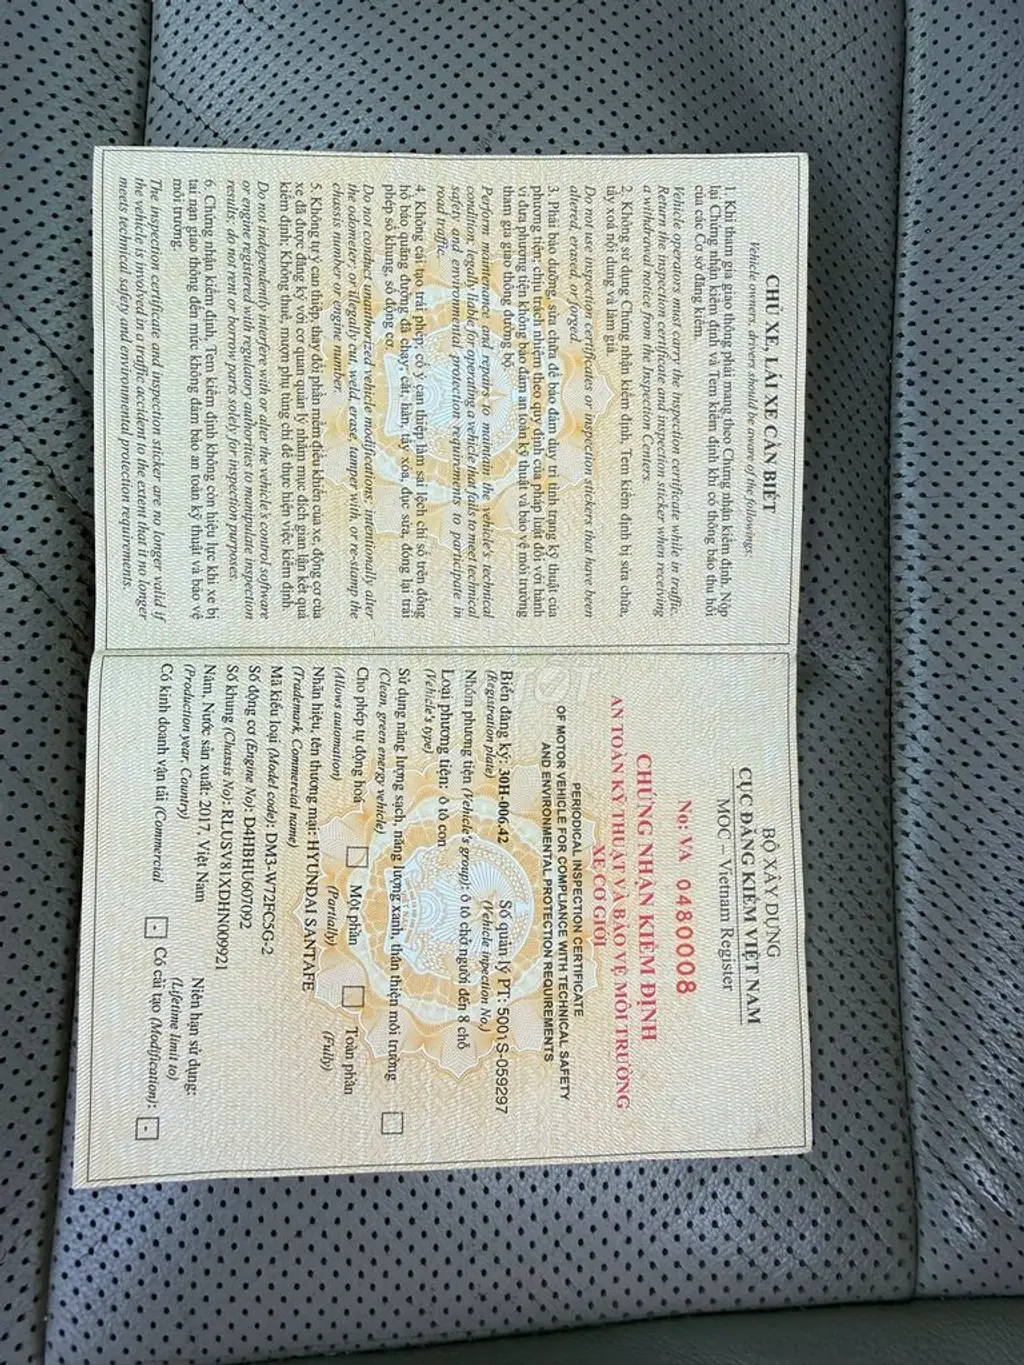 CHỦ XE, LÁI XE CẦN BIẾT
Vehicle owners, drivers should be aware of the followings:
1. Khi tham gia giao thông phải mang theo Chứng nhận kiểm định. Nộp
lại Chứng nhận kiểm định và Tem kiểm định khi có thông báo thu hồi
của các Cơ sở đăng kiểm.
Vehicle operators must carry the inspection certificate while in traffic.
Return the inspection certificate and inspection sticker when receiving
a withdrawal notice from the Inspection Centers.
2. Không sử dụng Chứng nhận kiểm định, Tem kiểm định bị sửa chữa,
tẩy xoá nội dung và làm giả.
Do not use inspection certificates or inspection stickers that have been
altered, erased, or forged.
3. Phải bảo dưỡng, sửa chữa để bảo đảm duy trì tình trạng kỹ thuật của
phương tiện; chịu trách nhiệm theo quy định của pháp luật đối với hành
vi đưa phương tiện không bảo đảm an toàn kỹ thuật và bảo vệ môi trường
tham gia giao thông đường bộ.
Perform maintenance and repairs to maintain the vehicle's technical
condition; legally liable for operating a vehicle that fails to meet technical
safety and environmental protection requirements to participate in
road traffic.
4. Không cải tạo trái phép; cố ý can thiệp làm sai lệch chỉ số trên đồng
hồ báo quãng đường đã chạy; cắt, hàn, tẩy xóa, đục sửa, đóng lại trái
phép số khung, số động cơ.
Do not conduct unauthorized vehicle modifications; intentionally alter
the odometer; or illegally cut, weld, erase, tamper with, or re-stamp the
chassis number or engine number.
5. Không tự ý can thiệp, thay đổi phần mềm điều khiển của xe, động cơ của
xe đã được đăng ký với cơ quan quản lý nhằm mục đích gian lận kết quả
kiểm định; Không thuê, mượn phụ tùng chỉ để thực hiện việc kiểm định.
Do not independently interfere with or alter the vehicle's control software
or engine registered with regulatory authorities to manipulate inspection
results; do not rent or borrow parts solely for inspection purposes.
6. Chứng nhận kiểm định, Tem kiểm định không còn hiệu lực khi xe bị
tai nạn giao thông đến mức không đảm bảo an toàn kỹ thuật và bảo vệ
môi trường.
The inspection certificate and inspection sticker are no longer valid if
the vehicle is involved in a traffic accident to the extent that it no longer
meets technical safety and environmental protection requirements.
BỘ XÂY DỰNG
CỤC ĐĂNG KIỂM VIỆT NAM
MOC – Vietnam Register
No: VA 0480008
CHỨNG NHẬN KIỂM ĐỊNH
AN TOÀN KỸ THUẬT VÀ BẢO VỆ MÔI TRƯỜNG
XE CƠ GIỚI
PERIODICAL INSPECTION CERTIFICATE
OF MOTOR VEHICLE FOR COMPLIANCE WITH TECHNICAL SAFETY
AND ENVIRONMENTAL PROTECTION REQUIREMENTS
Biển đăng ký: 30H-006.42 Số quản lý PT: 5001S-059297
(Registration plate) (Vehicle inpection No.)
Nhóm phương tiện (Vehicle's group): ô tô chở người đến 8 chỗ
Loại phương tiện: ô tô con
(Vehicle's type)
Sử dụng năng lượng sạch, năng lượng xanh, thân thiện môi trường
(Clean, green energy vehicle)
Cho phép tự động hoá Một phần Toàn phần
(Allows automation) (Partially) (Fully)
Nhãn hiệu, tên thương mại: HYUNDAI SANTAFE
(Trademark, Commercial name)
Mã kiểu loại (Model code): DM3-W72FC5G-2
Số động cơ (Engine No): D4HBHU607092
Số khung (Chassis No): RLUSV81XDHN009921
Năm, Nước sản xuất: 2017, Việt Nam Niên hạn sử dụng:
(Production year, Country) (Lifetime limit to)
Có kinh doanh vận tải (Commercial - Có cải tạo (Modification): -